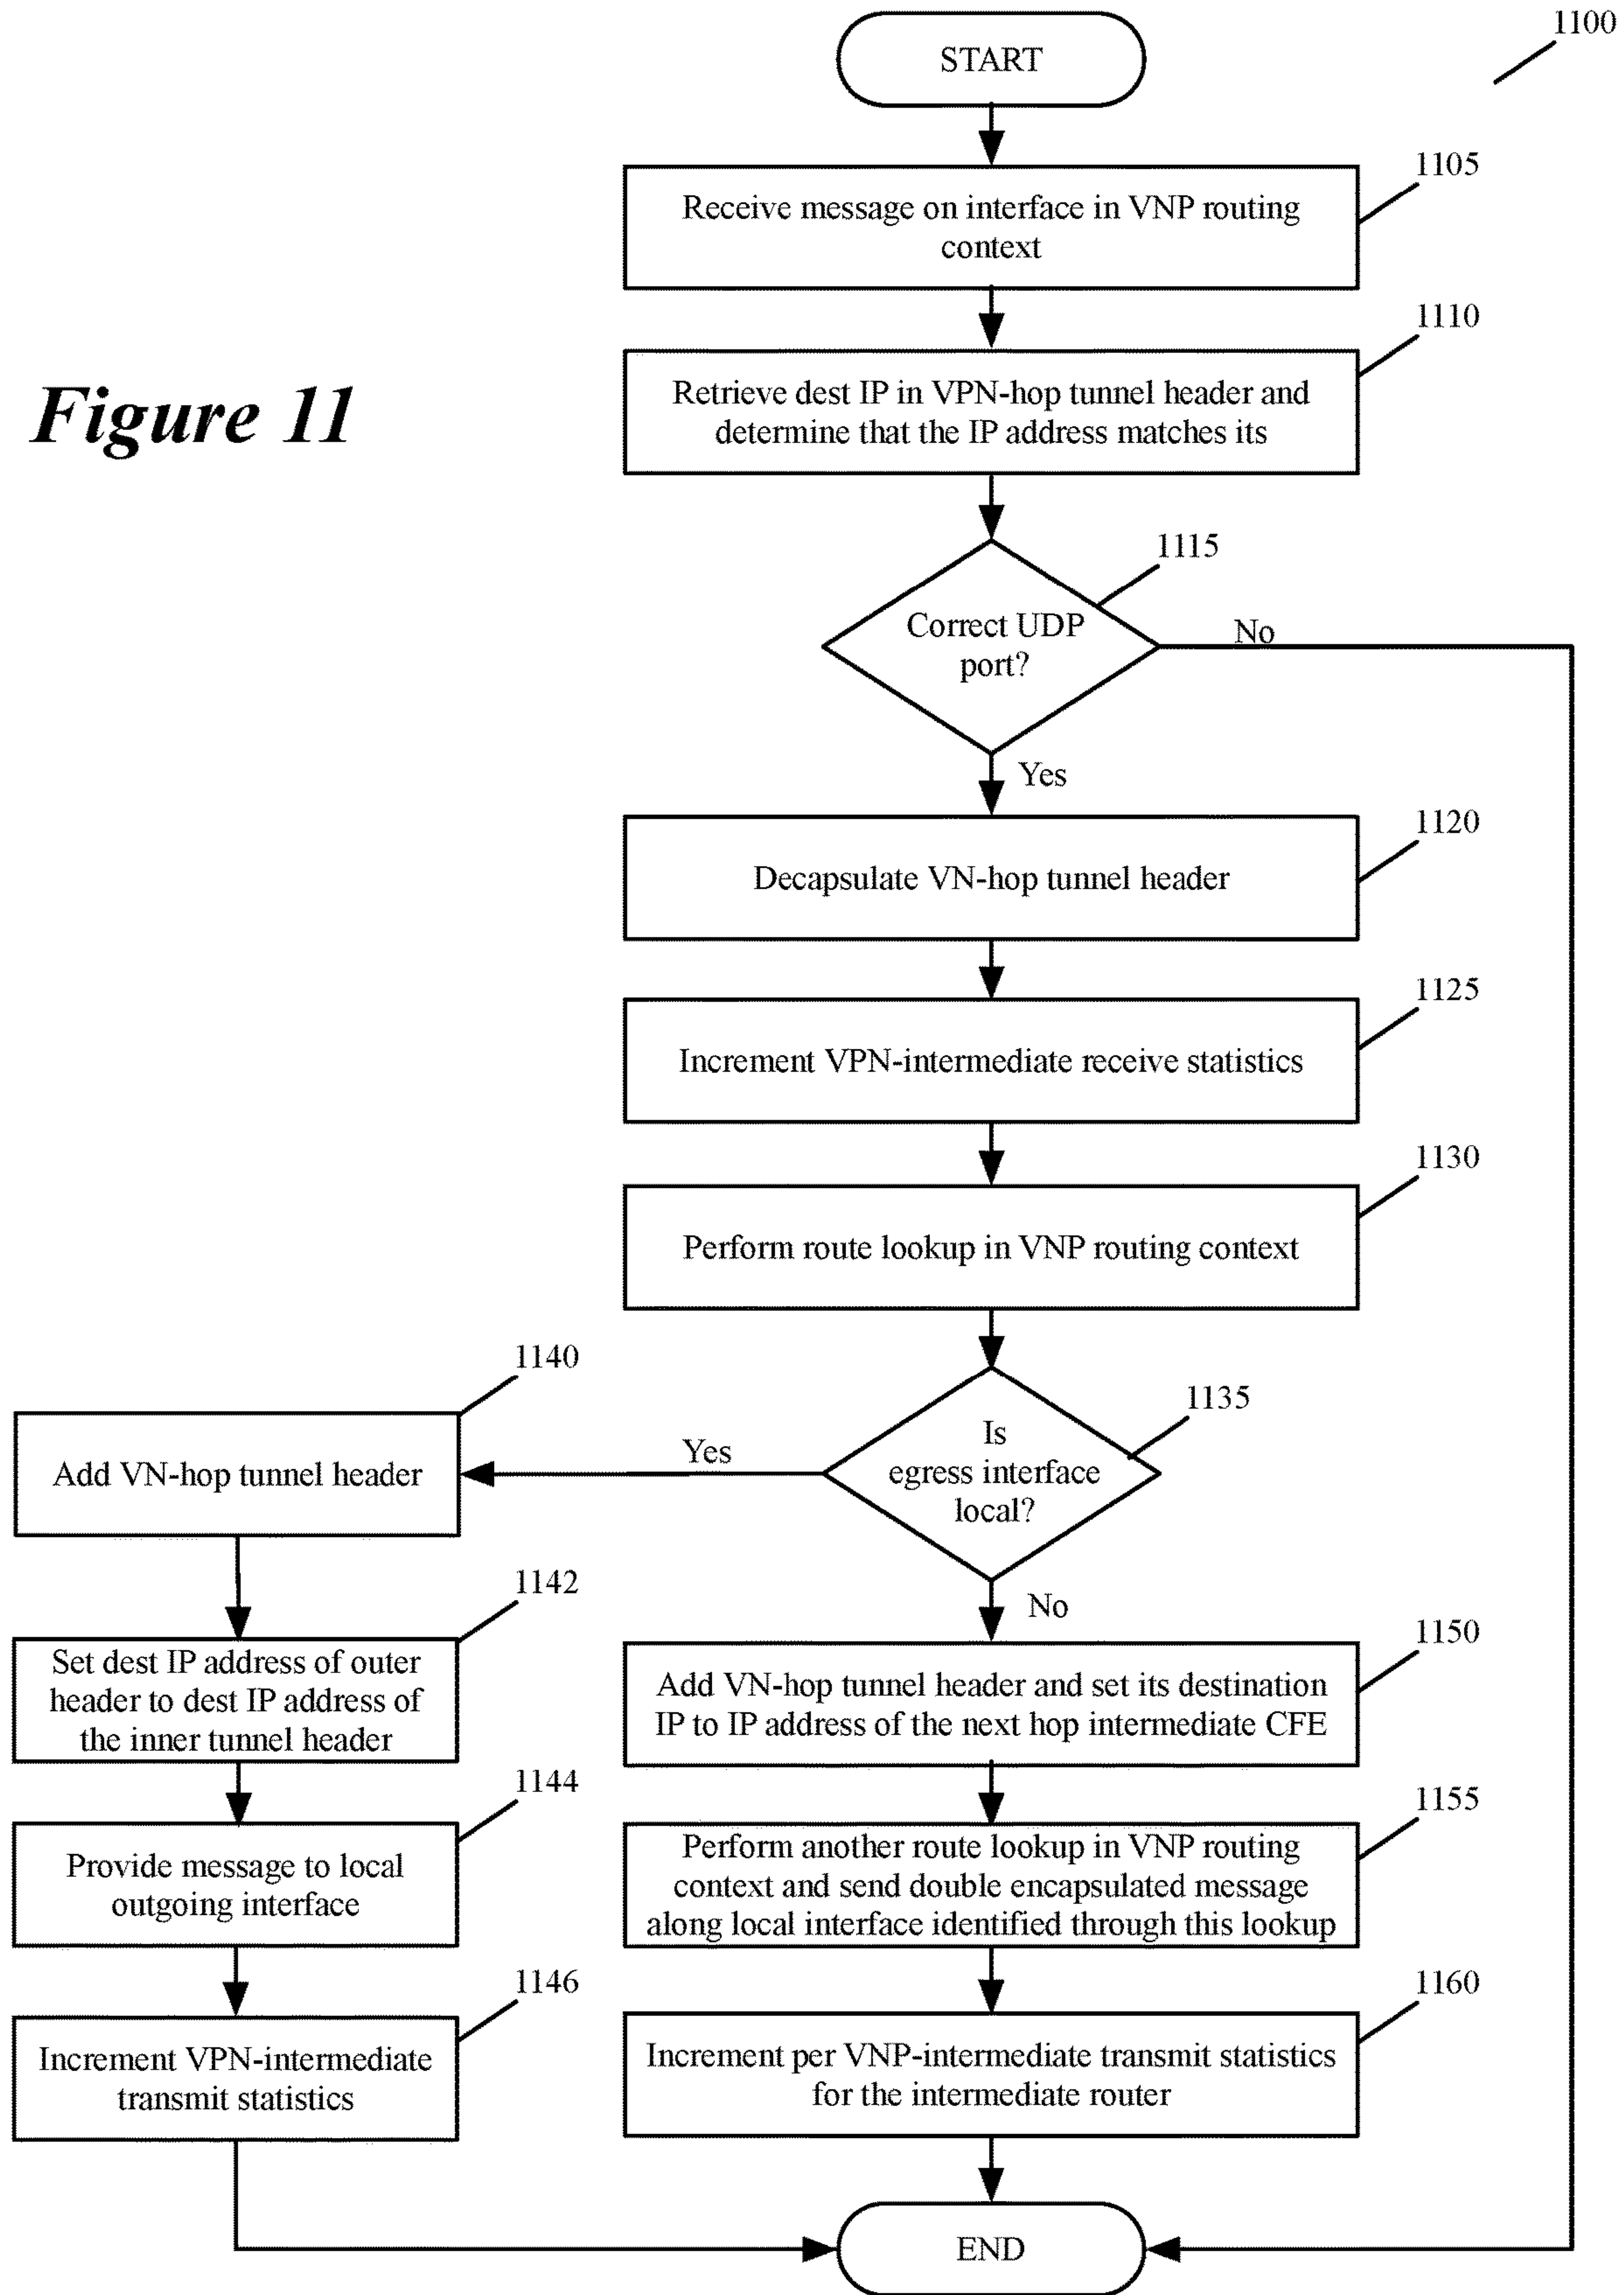 1100
START
1105
Receive message on interface in VNP routing
context
1110
Retrieve dest IP in VPN-hop tunnel header and
determine that the IP address matches its
Figure 11
1115
Correct UDP
port?
No
Yes
1120
Decapsulate VN-hop tunnel header
1125
Increment VPN-intermediate receive statistics
1130
Perform route lookup in VNP routing context
1135
Is
egress interface
local?
Yes
1140
Add VN-hop tunnel header
1142
Set dest IP address of outer
header to dest IP address of
the inner tunnel header
1144
Provide message to local
outgoing interface
1146
Increment VPN-intermediate
transmit statistics
No
1150
Add VN-hop tunnel header and set its destination
IP to IP address of the next hop intermediate CFE
1155
Perform another route lookup in VNP routing
context and send double encapsulated message
along local interface identified through this lookup
1160
Increment per VNP-intermediate transmit statistics
for the intermediate router
END